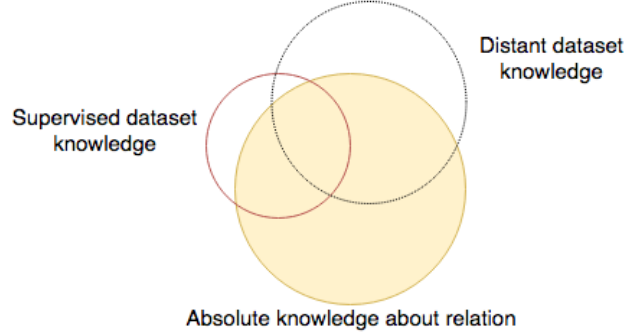 Distant dataset
knowledge
Supervised dataset
knowledge
Absolute knowledge about relation